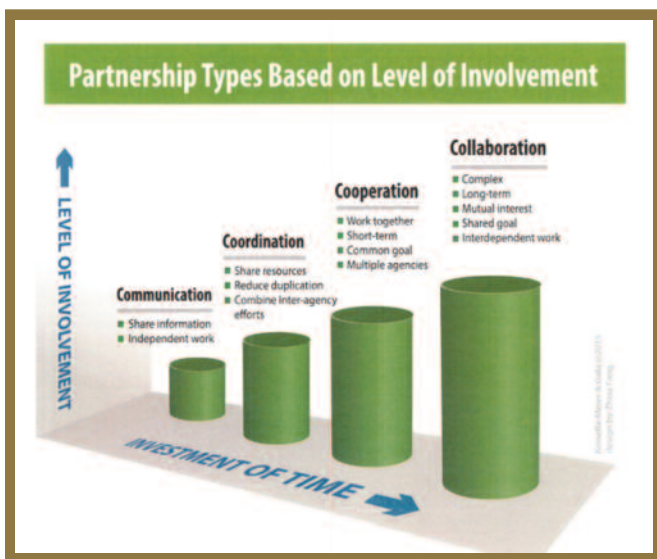 Partnership Types Based on Level of Involvement
LEVEL OF INVOLVEMENT
Communication
■ Share information
■ Independent work
Coordination
■ Share resources
■ Reduce duplication
■ Combine Inter-agency
efforts
Cooperation
■ Work together
■ Short-term
■ Common goal
■ Multiple agencies
Collaboration
■ Complex
■ Long-term
■ Mutual interest
■ Shared goal
■ Interdependent work
INVESTMENT OF TIME